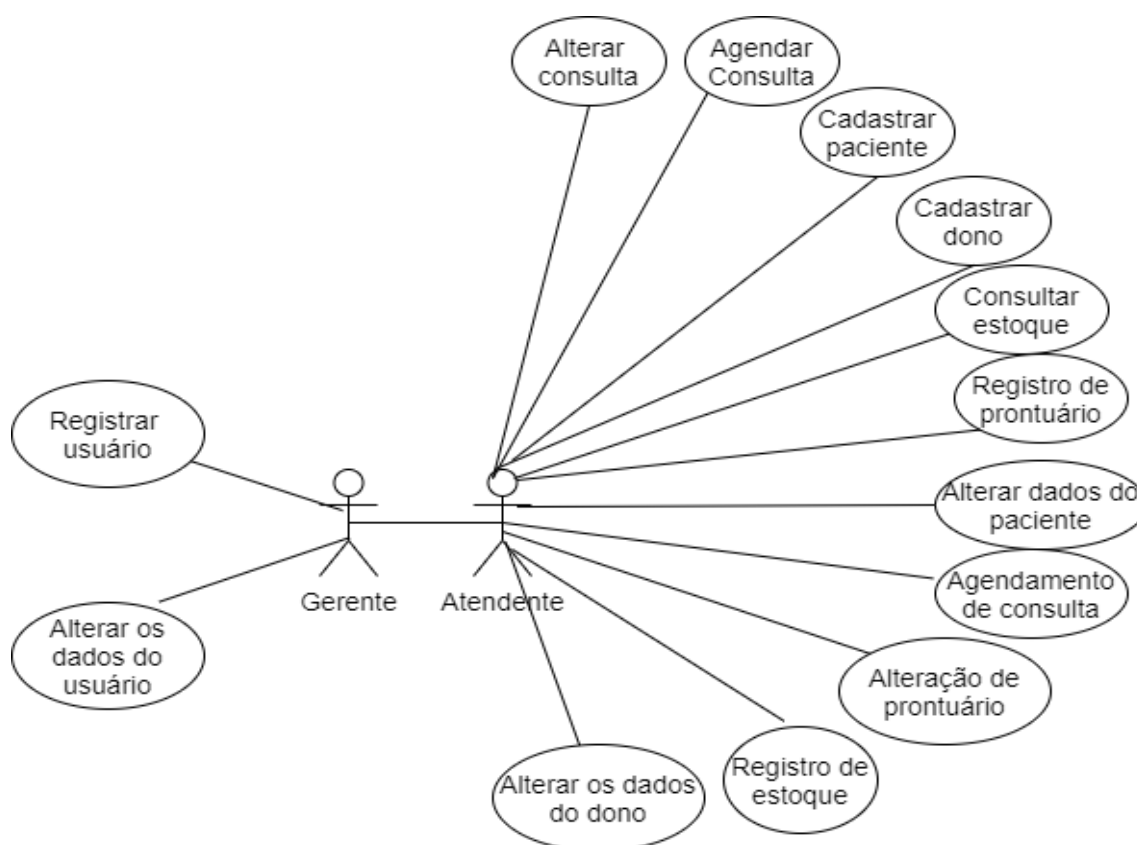 Alterar
consulta
Agendar
Consulta
Cadastrar
paciente
Cadastrar
dono
Consultar
estoque
Registro de
prontuário
Registrar
usuário
Alterar dados do
paciente
Gerente
Atendente
Agendamento
de consulta
Alterar os
dados do
usuário
Alteração de
prontuário
Registro de
estoque
Alterar os dados
do dono